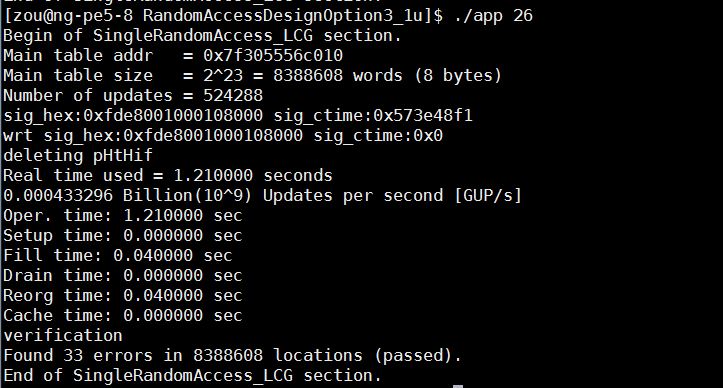 [zou@ng-pe5-8 RandomAccessDesignOption3_1u]$ ./app 26
Begin of SingleRandomAccess_LCG section.
Main table addr   = 0x7f305556c010
Main table size   = 2^23 = 8388608 words (8 bytes)
Number of updates = 524288
sig_hex:0xfde8001000108000 sig_ctime:0x573e48f1
wrt sig_hex:0xfde8001000108000 sig_ctime:0x0
deleting pHtHif
Real time used = 1.210000 seconds
0.000433296 Billion(10^9) Updates per second [GUP/s]
Oper. time: 1.210000 sec
Setup time: 0.000000 sec
Fill time: 0.040000 sec
Drain time: 0.000000 sec
Reorg time: 0.040000 sec
Cache time: 0.000000 sec
verification
Found 33 errors in 8388608 locations (passed).
End of SingleRandomAccess_LCG section.